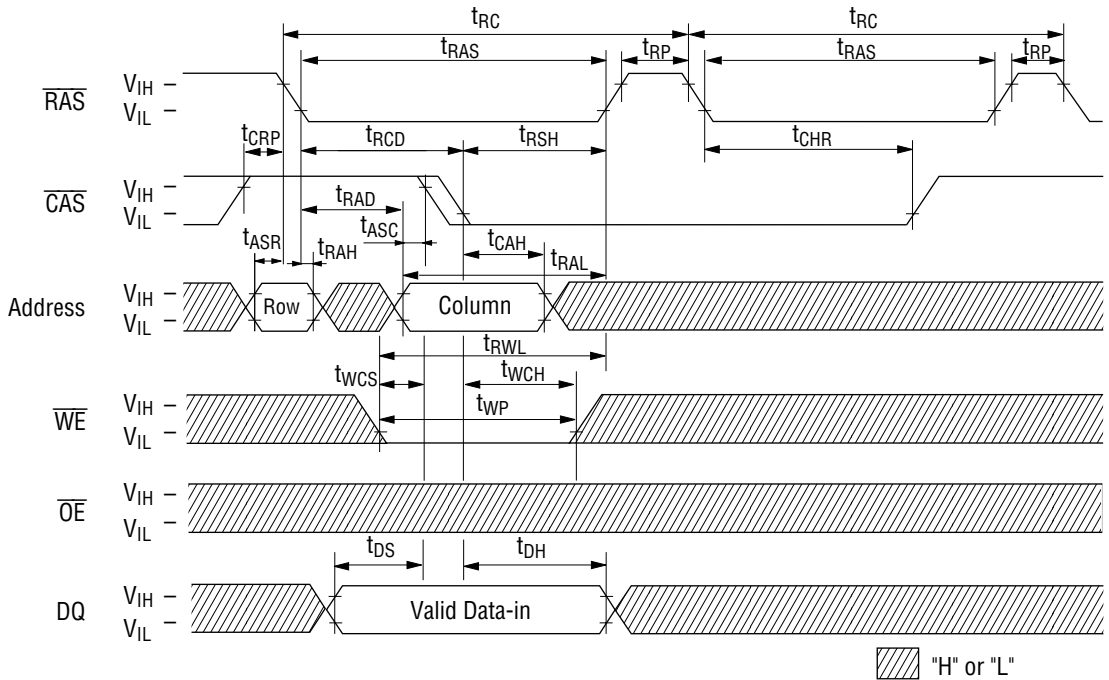 tRC tRC
tRAS tRP tRAS tRP
RAS VIH
VIL
tCRP tRCD tRSH tCHR
CAS VIH
VIL
tRAD
tASR tRAH tASC tCAH tRAL
Address VIH
VIL
Row Column
tRWL
tWCS tWCH
WE VIH
VIL
tWP
OE VIH
VIL
tDS tDH
DQ VIH
VIL
Valid Data-in
"H" or "L"